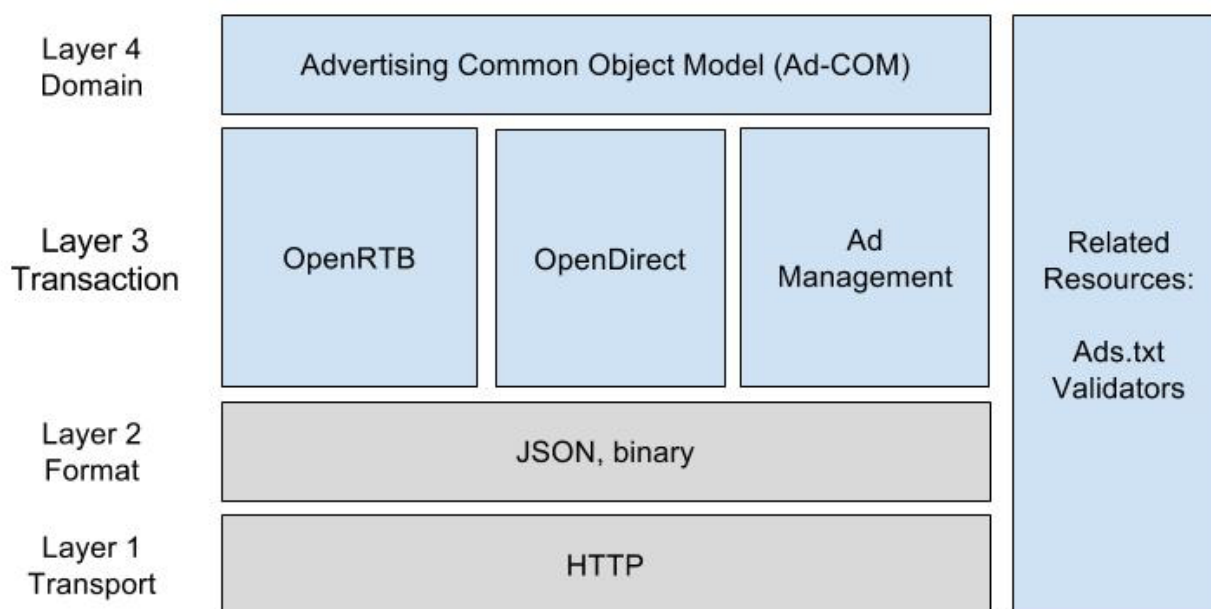 Layer 4
Domain
Advertising Common Object Model (Ad-COM)
Layer 3
Transaction
OpenRTB
OpenDirect
Ad
Management
Related
Resources:
Ads.txt
Validators
Layer 2
Format
JSON, binary
Layer 1
Transport
HTTP